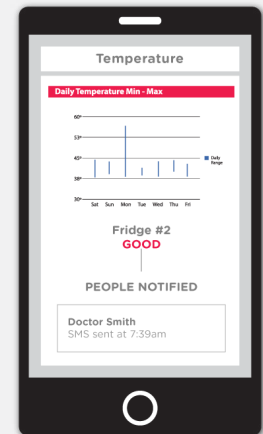 Temperature
Daily Temperature Min - Max
60°
53°
45°
38°
30°
Sat Sun Mon Tue Wed Thu Fri
Daily
Range
Fridge #2
GOOD
PEOPLE NOTIFIED
Doctor Smith
SMS sent at 7:39am